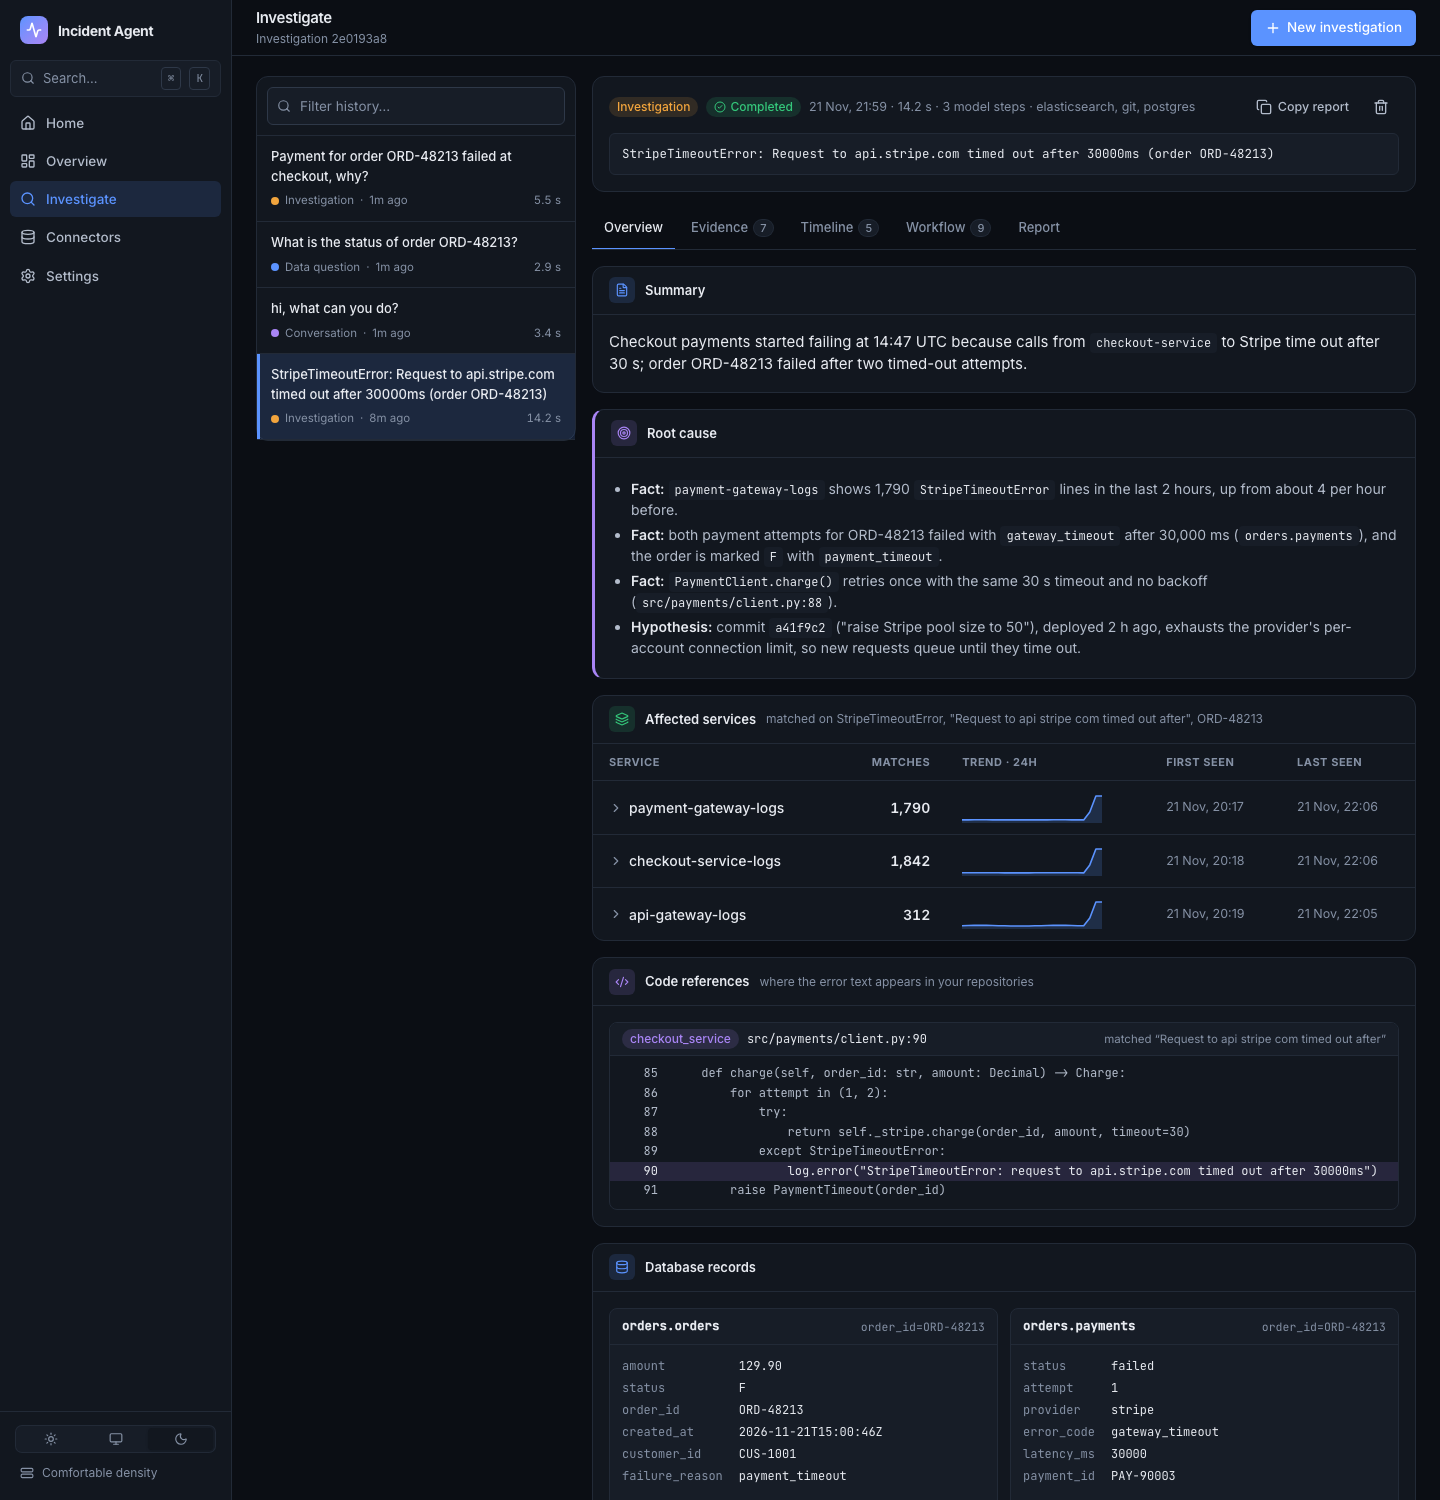 Incident Agent
Search...
⌘ K
Home
Overview
Investigate
Connectors
Settings
Comfortable density
Investigate
Investigation 2e0193a8
New investigation
Filter history...
Payment for order ORD-48213 failed at
checkout, why?
Investigation · 1m ago 5.5 s
What is the status of order ORD-48213?
Data question · 1m ago 2.9 s
hi, what can you do?
Conversation · 1m ago 3.4 s
StripeTimeoutError: Request to api.stripe.com
timed out after 30000ms (order ORD-48213)
Investigation · 8m ago 14.2 s
Investigation Completed 21 Nov, 21:59 · 14.2 s · 3 model steps · elasticsearch, git, postgres Copy report
StripeTimeoutError: Request to api.stripe.com timed out after 30000ms (order ORD-48213)
Overview Evidence 7 Timeline 5 Workflow 9 Report
Summary
Checkout payments started failing at 14:47 UTC because calls from checkout-service to Stripe time out after
30 s; order ORD-48213 failed after two timed-out attempts.
Root cause
• Fact: payment-gateway-logs shows 1,790 StripeTimeoutError lines in the last 2 hours, up from about 4 per hour
before.
• Fact: both payment attempts for ORD-48213 failed with gateway_timeout after 30,000 ms ( orders.payments ), and
the order is marked F with payment_timeout .
• Fact: PaymentClient.charge() retries once with the same 30 s timeout and no backoff
( src/payments/client.py:88 ).
• Hypothesis: commit a41f9c2 ("raise Stripe pool size to 50"), deployed 2 h ago, exhausts the provider's per-
account connection limit, so new requests queue until they time out.
Affected services matched on StripeTimeoutError, "Request to api stripe com timed out after", ORD-48213
SERVICE MATCHES TREND · 24H FIRST SEEN LAST SEEN
payment-gateway-logs 1,790 21 Nov, 20:17 21 Nov, 22:06
checkout-service-logs 1,842 21 Nov, 20:18 21 Nov, 22:06
api-gateway-logs 312 21 Nov, 20:19 21 Nov, 22:05
Code references where the error text appears in your repositories
checkout_service src/payments/client.py:90 matched “Request to api stripe com timed out after”
85 def charge(self, order_id: str, amount: Decimal) -> Charge:
86 for attempt in (1, 2):
87 try:
88 return self._stripe.charge(order_id, amount, timeout=30)
89 except StripeTimeoutError:
90 log.error("StripeTimeoutError: request to api.stripe.com timed out after 30000ms")
91 raise PaymentTimeout(order_id)
Database records
orders.orders order_id=ORD-48213
amount 129.90
status F
order_id ORD-48213
created_at 2026-11-21T15:00:46Z
customer_id CUS-1001
failure_reason payment_timeout
orders.payments order_id=ORD-48213
status failed
attempt 1
provider stripe
error_code gateway_timeout
latency_ms 30000
payment_id PAY-90003